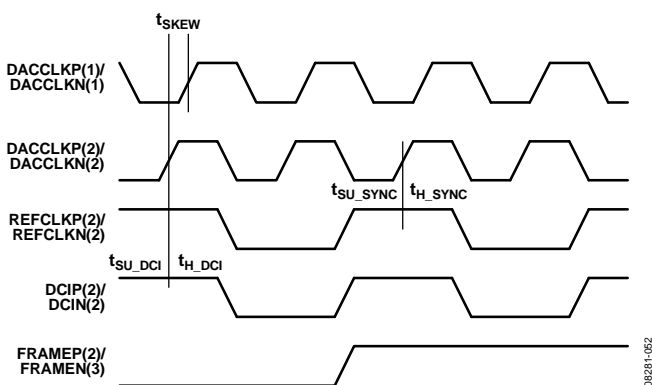 tSKEW
DACCLKP(1)/
DACCLKN(1)
DACCLKP(2)/
DACCLKN(2)
tSU_SYNC tH_SYNC
REFCLKP(2)/
REFCLKN(2)
tSU_DCI tH_DCI
DCIP(2)/
DCIN(2)
FRAMEP(2)/
FRAMEN(3)
08281-052